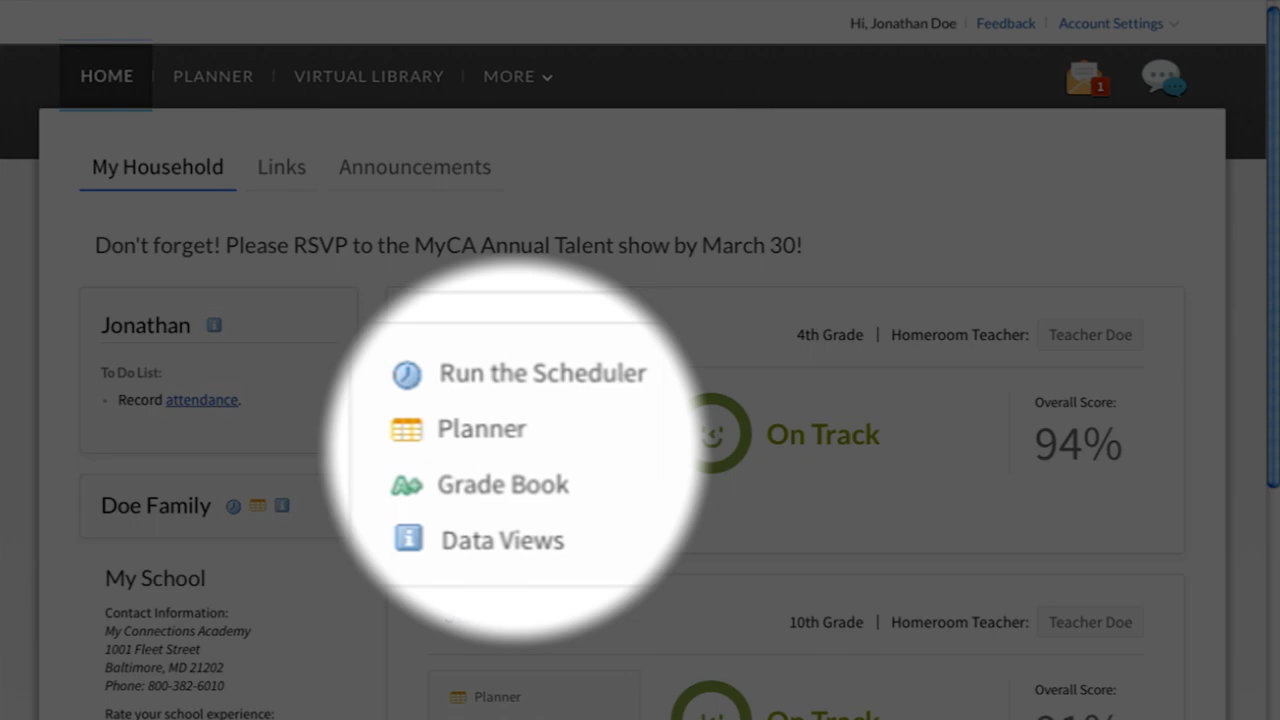 Hi, Jonathan Doe Feedback Account Settings
HOME PLANNER VIRTUAL LIBRARY MORE
1
My Household Links Announcements
Don't forget! Please RSVP to the MyCA Annual Talent show by March 30!
Jonathan
To Do List:
Record attendance.
Doe Family
My School
Contact Information:
My Connections Academy
1001 Fleet Street
Baltimore, MD 21202
Phone: 800-382-6010
Rate your school experience:
Run the Scheduler
Planner
Grade Book
Data Views
4th Grade | Homeroom Teacher: Teacher Doe
On Track
Overall Score:
94%
10th Grade | Homeroom Teacher: Teacher Doe
Planner
On Track
Overall Score: